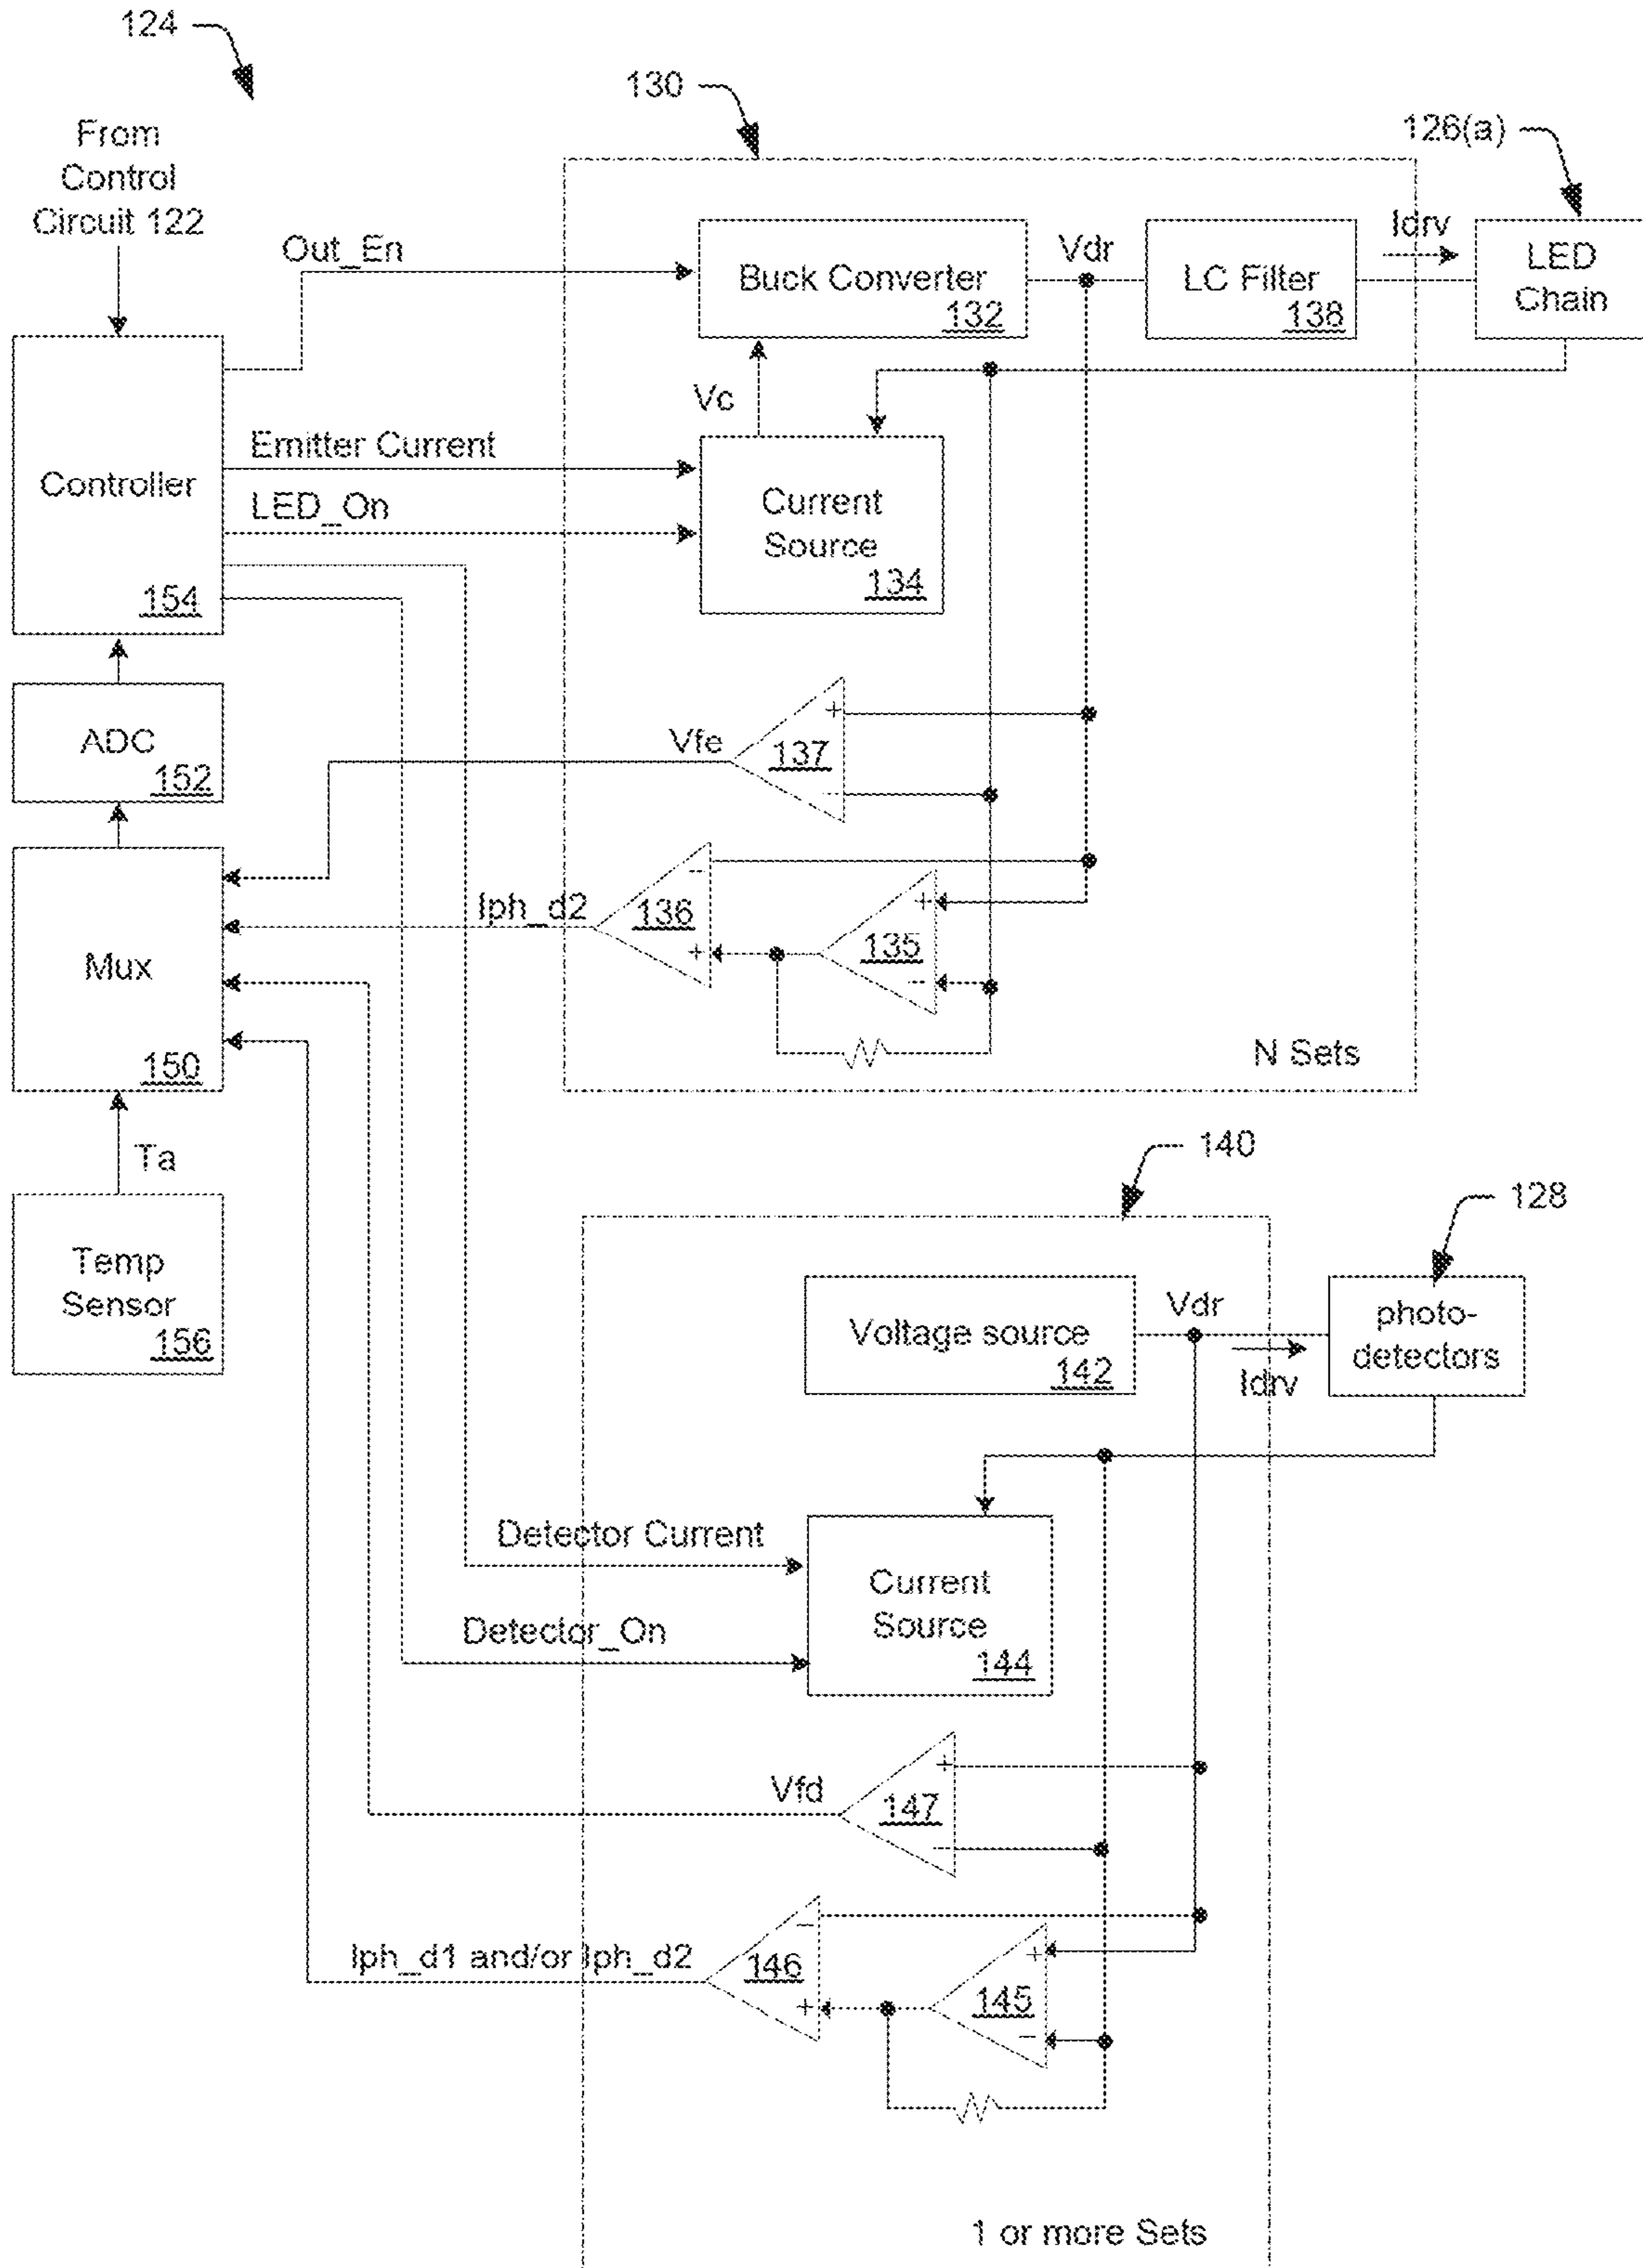 124
130
126(a)
From
Control
Circuit 122
Out_En
Buck Converter
132
Vdr
LC Filter
138
Idrv
LED
Chain
Vc
Emitter Current
LED_On
Controller
154
Current
Source
134
ADC
152
Vfe
+
137
−
Mux
150
Iph_d2
−
136
+
+
135
−
N Sets
Ta
Temp
Sensor
156
140
128
Voltage source
142
Vdr
Idrv
photo-
detectors
Detector Current
Detector_On
Current
Source
144
Vfd
+
147
−
Iph_d1 and/or Iph_d2
−
146
+
+
145
−
1 or more Sets